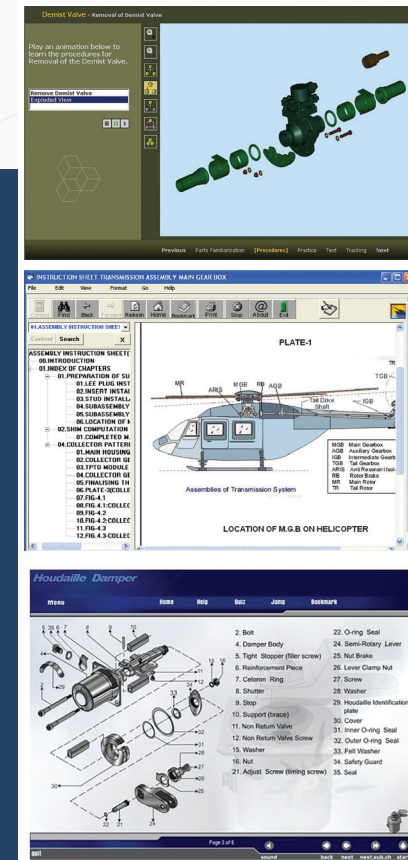 Demist Valve - Removal of Demist Valve
Play an animation below to
learn the procedures for
Removal of the Demist Valve.
Remove Demist Valve
Exploded View
Previous Parts Familiarization [Procedures] Practice Test Tracking Next
INSTRUCTION SHEET TRANSMISSION ASSEMBLY MAIN GEAR BOX
File Edit View Format Go Help
Find Back Refresh Home Bookmark Print Stop About Exit
01.ASSEMBLY INSTRUCTION SHEET
Content Search X
ASSEMBLY INSTRUCTION SHEET(
00.INTRODUCTION
01.INDEX OF CHAPTERS
01.PREPARATION OF SU
01.LEE PLUG INST
02.INSERT INSTAL
03.STUD INSTALL
04.SUBASSEMBLY
05.SUBASSEMBLY
06.LOCATION OF
02.SHIM COMPUTATION
01.COMPLETED M
04.COLLECTOR PATTERN
01.MAIN HOUSING
02.COLLECTOR GE
03.TPTO MODULE
04.COLLECTOR GE
05.FINALISING TH
06.PLATE-3(COLLE
07.FIG-4.1
08.FIG.4.1:COLLEC
09.FIG-4.2
10.FIG-4.2:COLLEC
11.FIG-4.3
12.FIG.4.3-COLLEC
PLATE-1
MR ARIS MGB RB AGB
TR
TGB
Tail Drive
Shaft
IGB
MGB Main Gearbox
AGB Auxiliary Gearbox
IGB Intermediate Gearb
TGB Tail Gearbox
ARIS Anti Resonant Isol
RB Rotor Brake
MR Main Rotor
TR Tail Rotor
Assemblies of Transmission System
LOCATION OF M.G.B ON HELICOPTER
Houdaille Damper
Menu Home Help Quiz Jump Bookmark
2. Bolt
4. Damper Body
5. Tight Stopper (filler screw)
6. Reinforcement Piece
7. Celoron Ring
8. Shutter
9. Stop
10. Support (brace)
11. Non Return Valve
12. Non Return Valve Screw
15. Washer
16. Nut
21. Adjust Screw (timing screw)
22. O-ring Seal
24. Semi-Rotary Lever
25. Nut Brake
26. Lever Clamp Nut
27. Screw
28. Washer
29. Houdaille Identification
plate
30. Cover
31. Inner O-ring Seal
32. Outer O-ring Seal
33. Felt Washer
34. Safety Guard
35. Seal
Page 3 of 6
quit
sound back next next.sub.ch